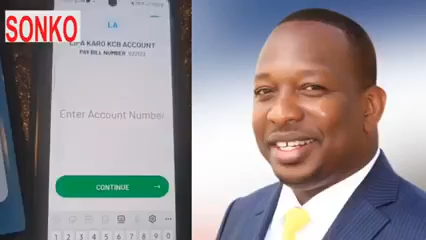 SONKO
LA
KARO KCB ACCOUNT
PAY BILL NUMBER
Enter Account Number
CONTINUE
1 2 3 4 5 6 7 8 9 0